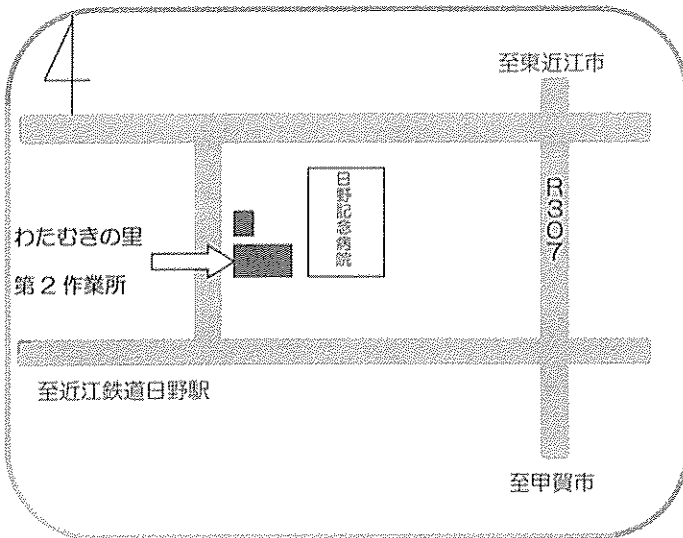 至東近江市
日野記念病院
R307
わたむきの里
第2作業所
至近江鉄道日野駅
至甲賀市